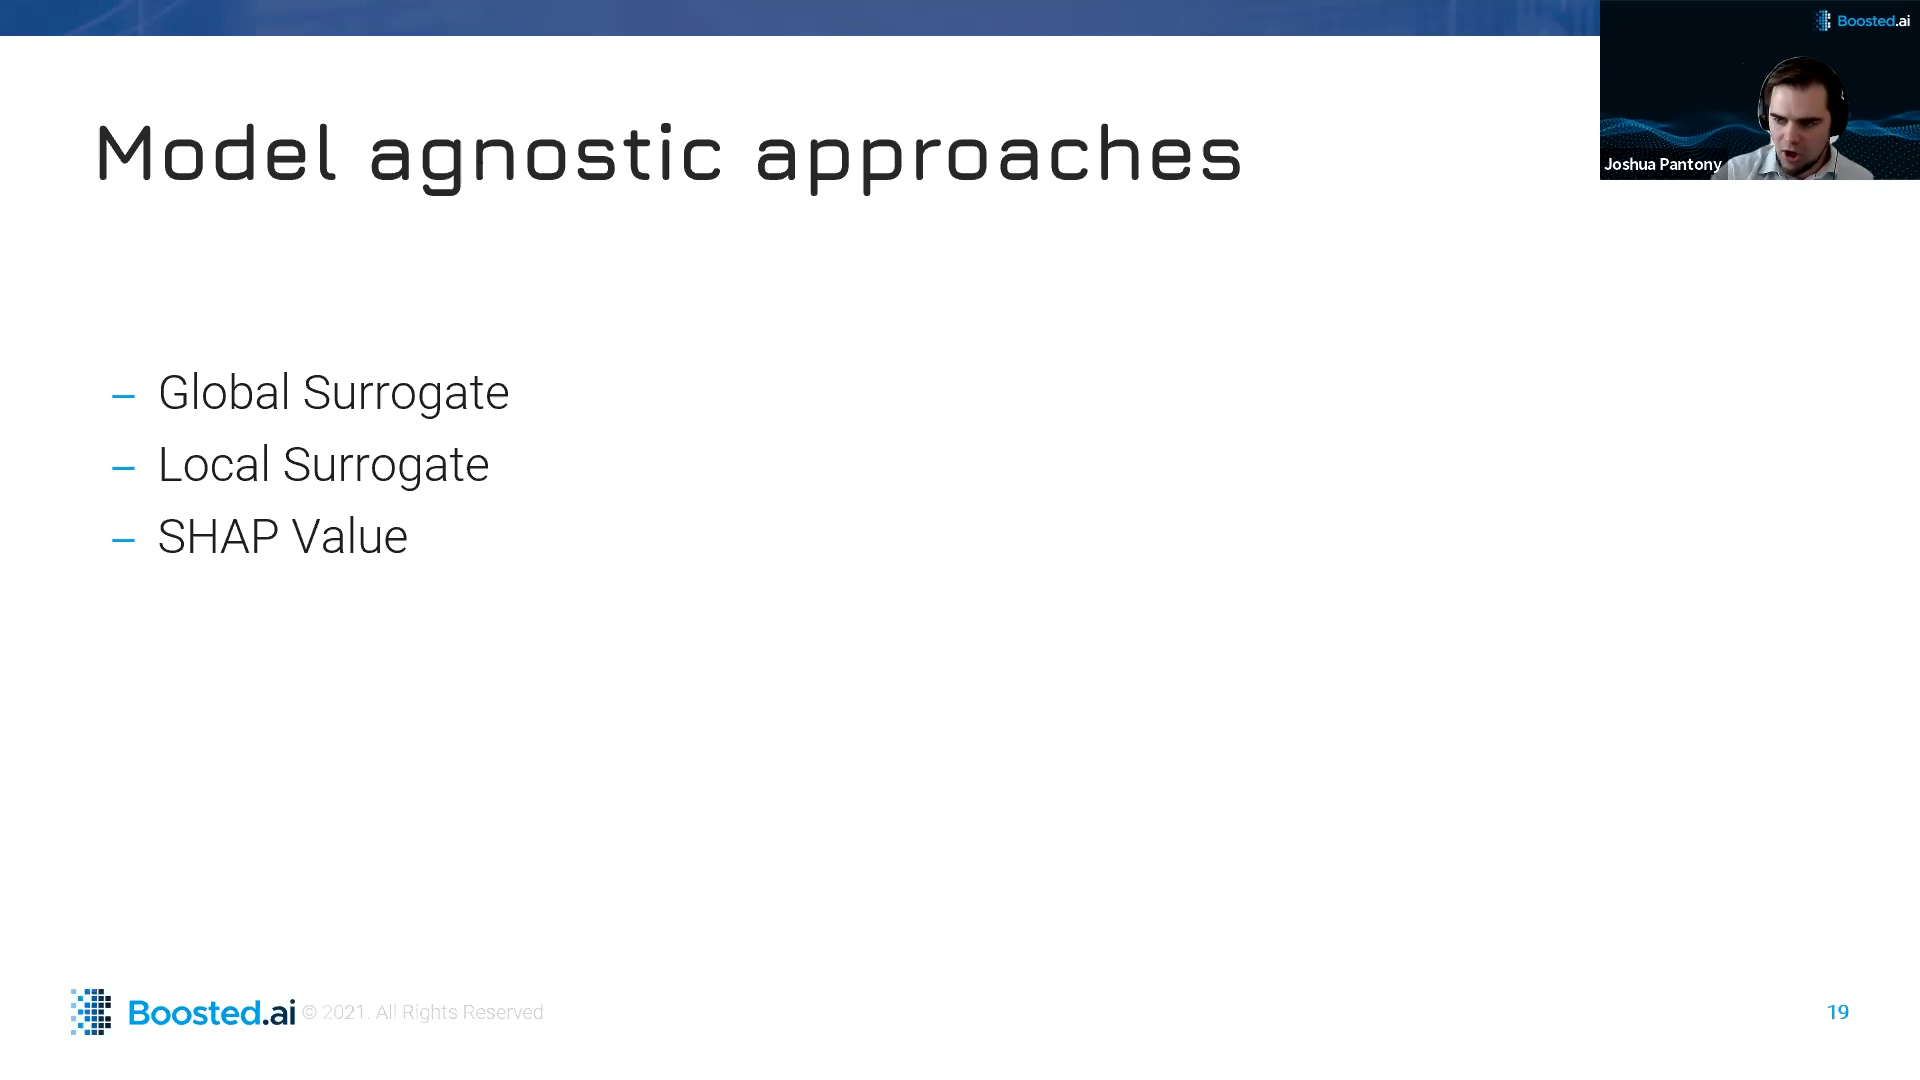 Boosted.ai
Joshua Pantony
Model agnostic approaches
– Global Surrogate
– Local Surrogate
– SHAP Value
Boosted.ai © 2021. All Rights Reserved
19